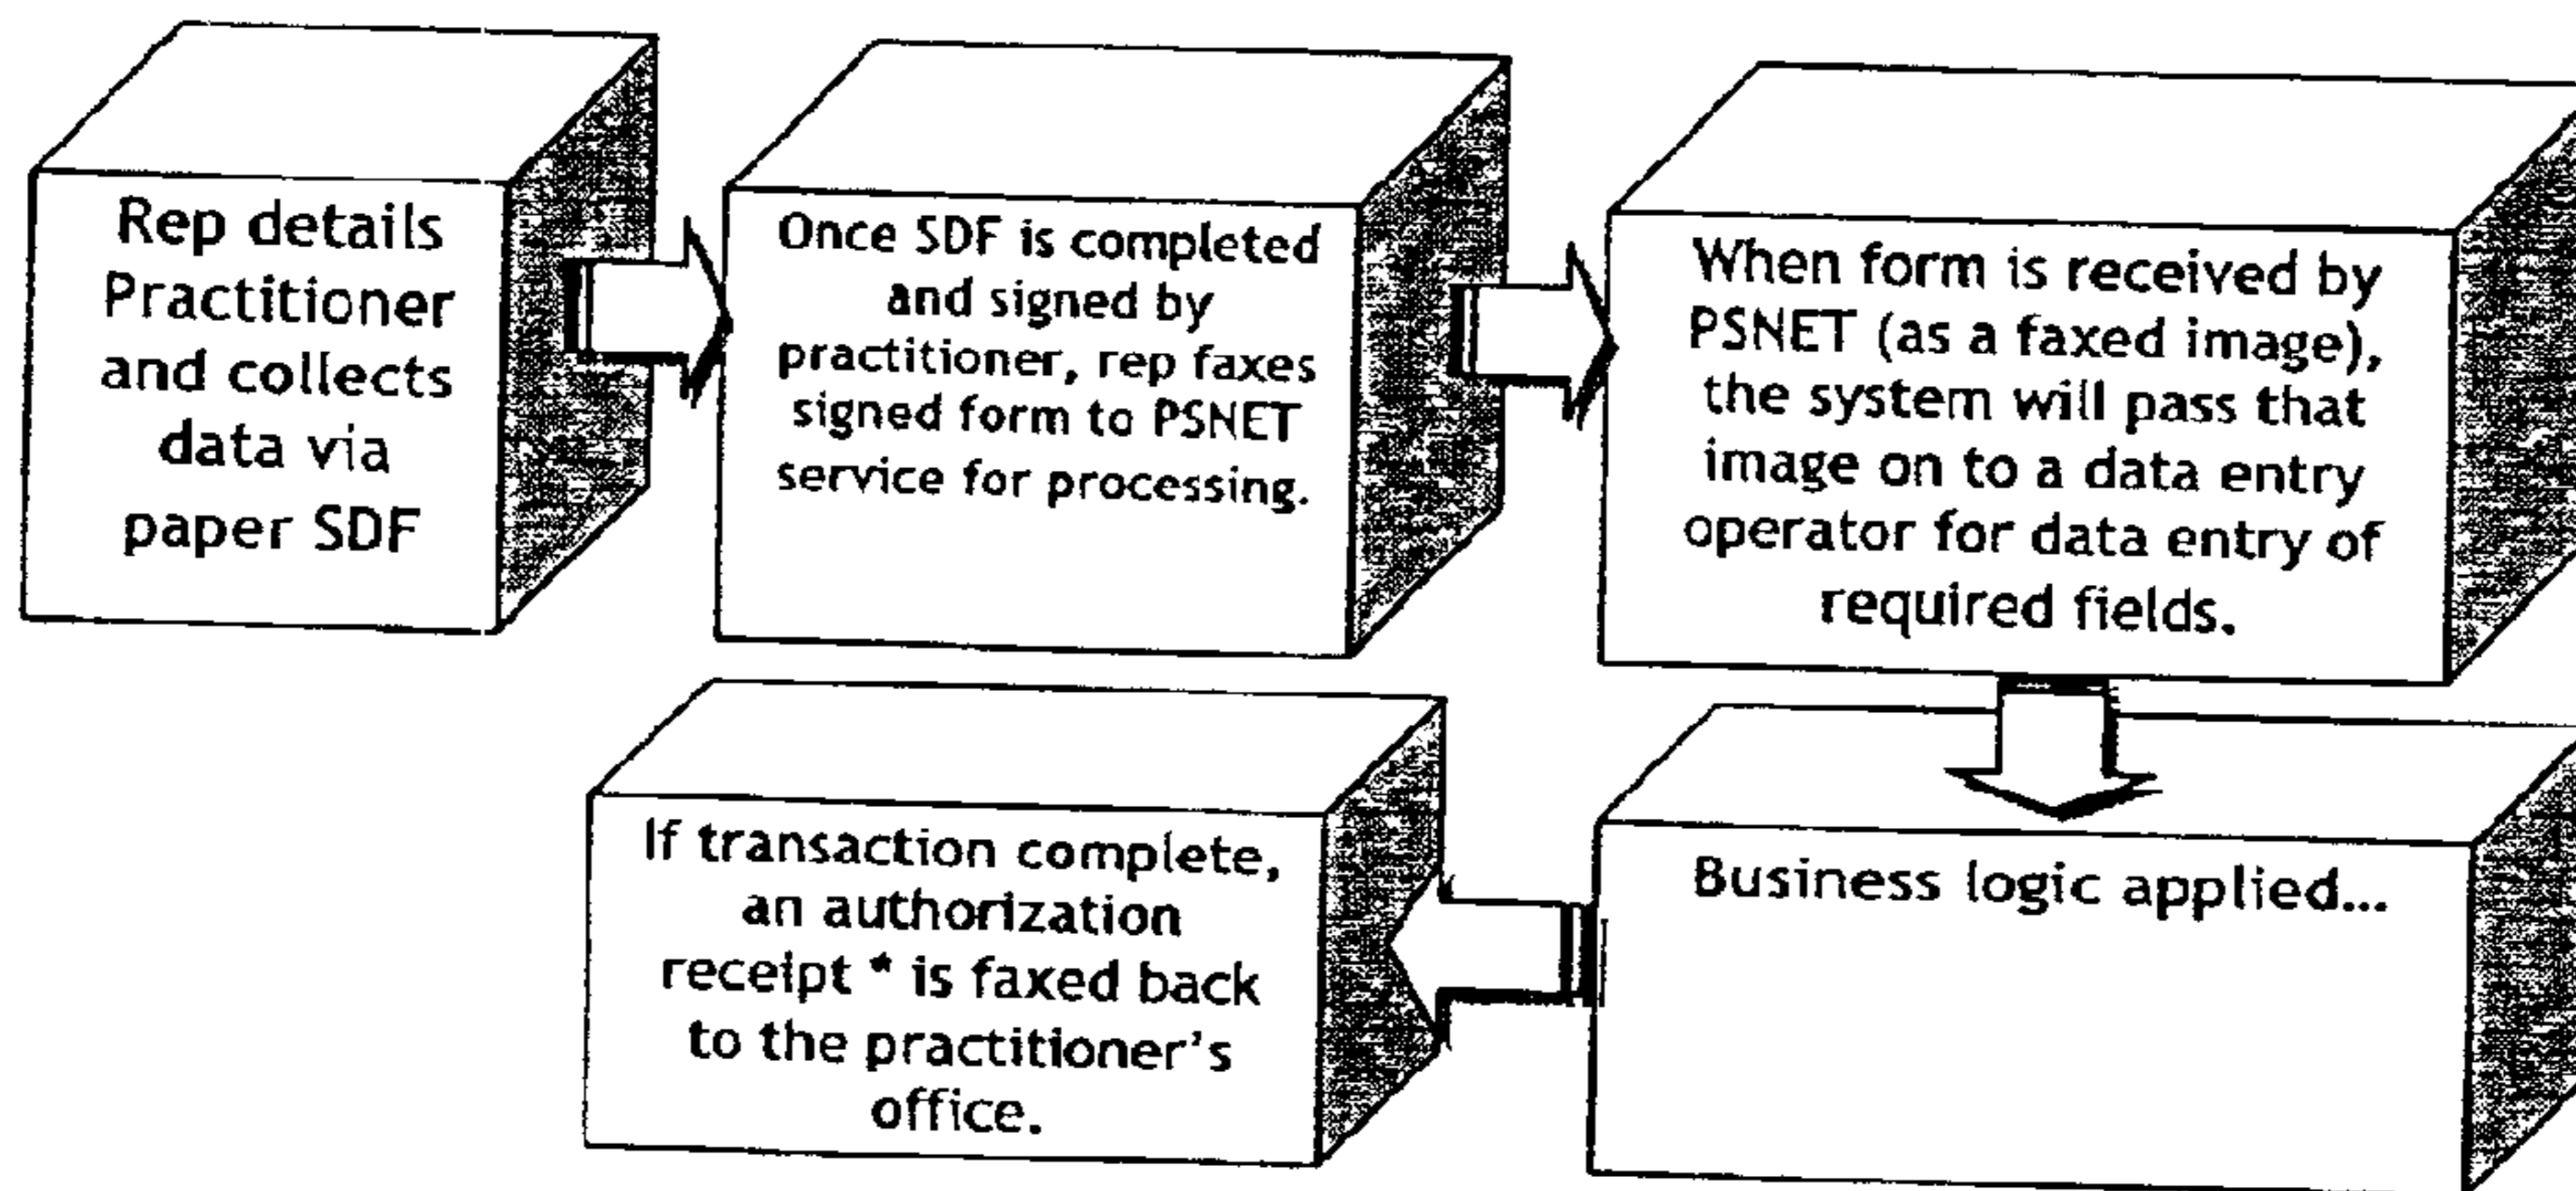 Rep details
Practitioner
and collects
data via
paper SDF
Once SDF is completed
and signed by
practitioner, rep faxes
signed form to PSNET
service for processing.
When form is received by
PSNET (as a faxed image),
the system will pass that
image on to a data entry
operator for data entry of
required fields.
Business logic applied...
If transaction complete,
an authorization
receipt * is faxed back
to the practitioner's
office.